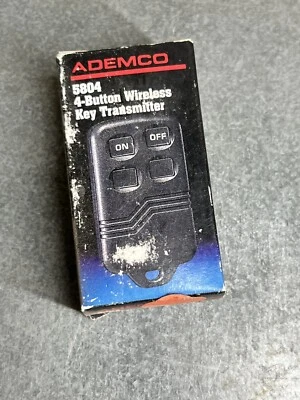 ADEMCO
5804
4-Button Wireless
Key Transmitter
ON OFF